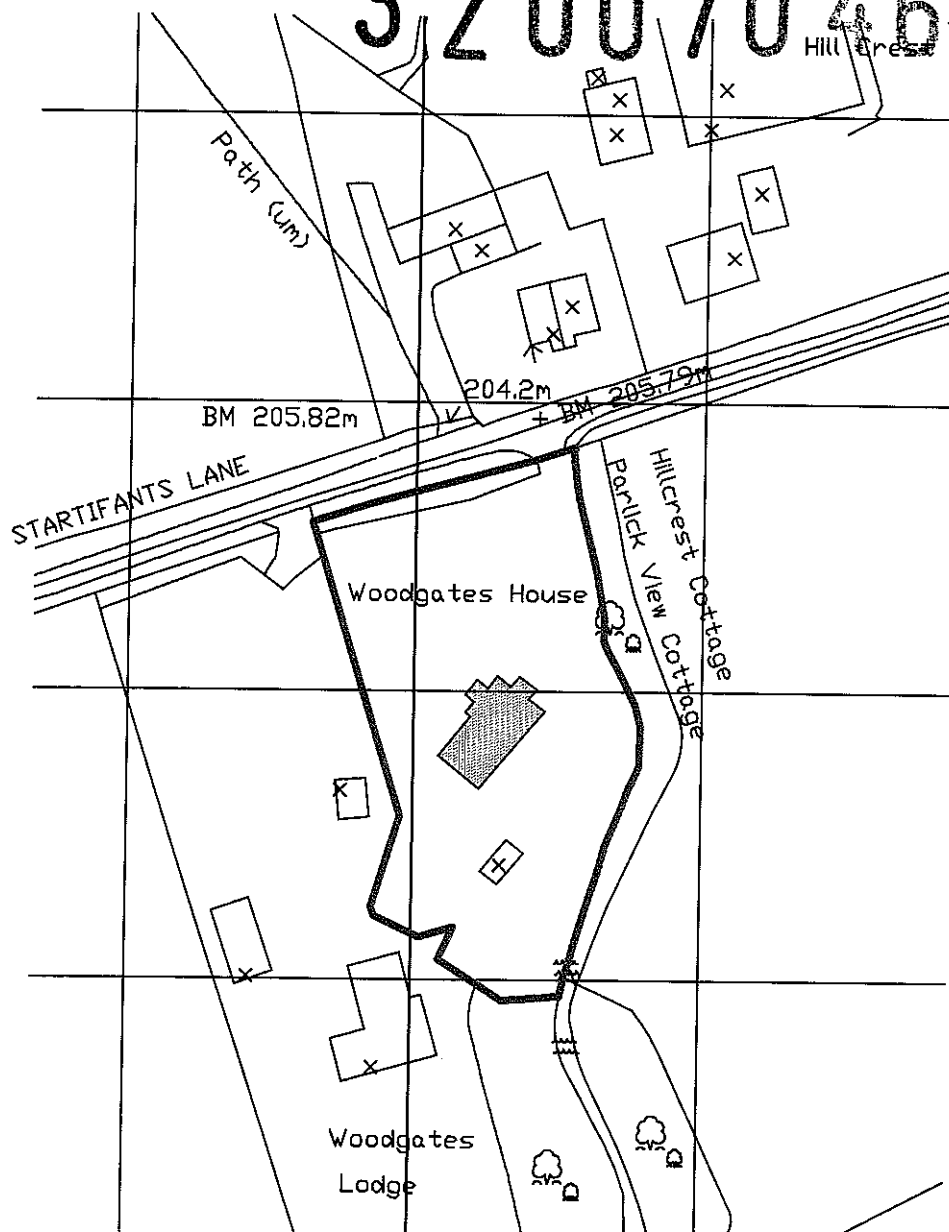 3200704
Hill Crest
Path (um)
204.2m
BM 205.79m
BM 205.82m
STARTIFANTS LANE
Hillcrest Cottage
Parlick View Cottage
Woodgates House
Woodgates
Lodge